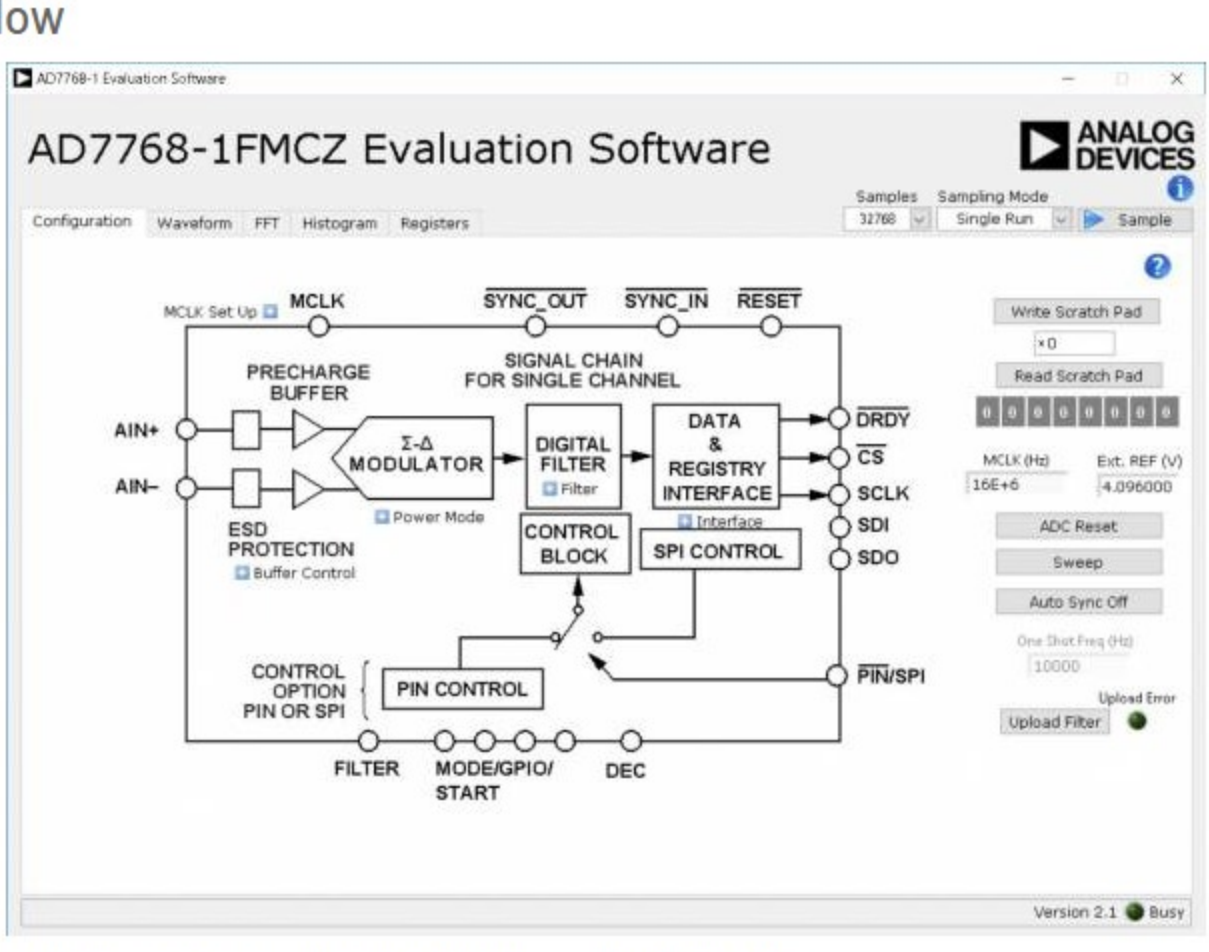 low
AD7768-1 Evaluation Software
AD7768-1FMCZ Evaluation Software
ANALOG
DEVICES
Samples Sampling Mode
Configuration Waveform FFT Histogram Registers
32768 Single Run Sample
MCLK Set Up MCLK SYNC_OUT SYNC_IN RESET
Write Scratch Pad
×0
Read Scratch Pad
0 0 0 0 0 0 0 0
PRECHARGE
BUFFER
SIGNAL CHAIN
FOR SINGLE CHANNEL
AIN+
AIN−
Σ-Δ
MODULATOR
Power Mode
DIGITAL
FILTER
Filter
DATA
&
REGISTRY
INTERFACE
Interface
DRDY
CS
SCLK
SDI
SDO
MCLK (Hz) Ext. REF (V)
16E+6 4.096000
ESD
PROTECTION
Buffer Control
CONTROL
BLOCK
SPI CONTROL
ADC Reset
Sweep
Auto Sync Off
One Shot Freq (Hz)
10000
CONTROL
OPTION
PIN OR SPI
PIN CONTROL
PIN/SPI
Upload Error
Upload Filter
FILTER MODE/GPIO/ DEC
START
Version 2.1 Busy